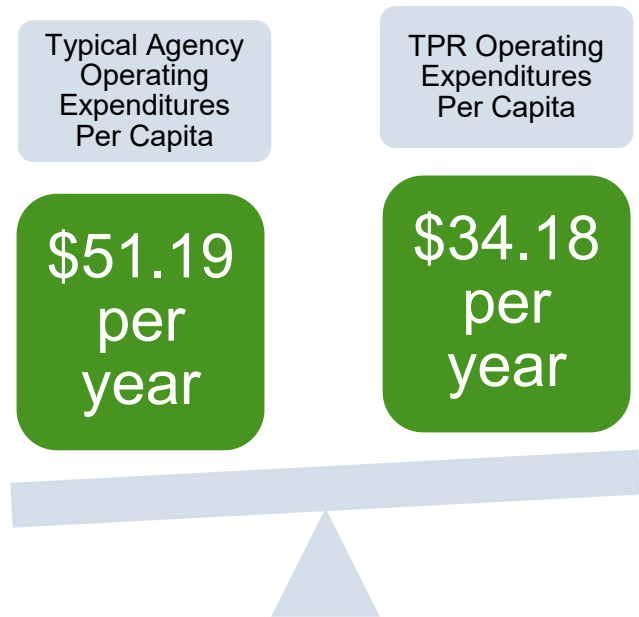 Typical Agency
Operating
Expenditures
Per Capita
$51.19
per
year
TPR Operating
Expenditures
Per Capita
$34.18
per
year